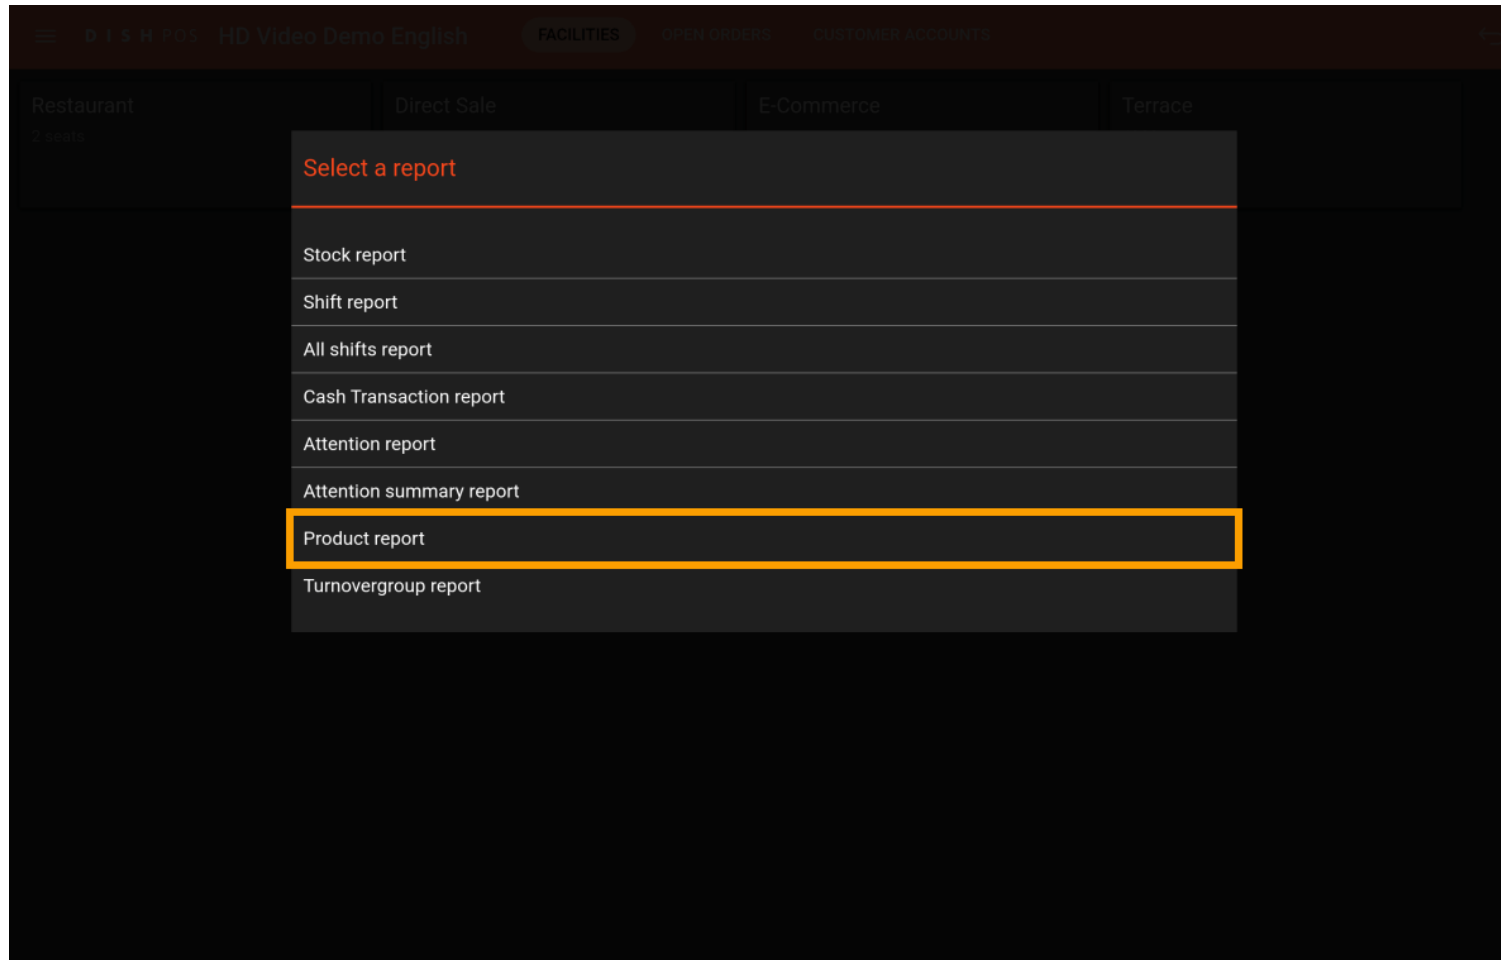 DISH POS HD Video Demo English FACILITIES OPEN ORDERS CUSTOMER ACCOUNTS
Restaurant Direct Sale E-Commerce Terrace
2 seats
Select a report
Stock report
Shift report
All shifts report
Cash Transaction report
Attention report
Attention summary report
Product report
Turnovergroup report